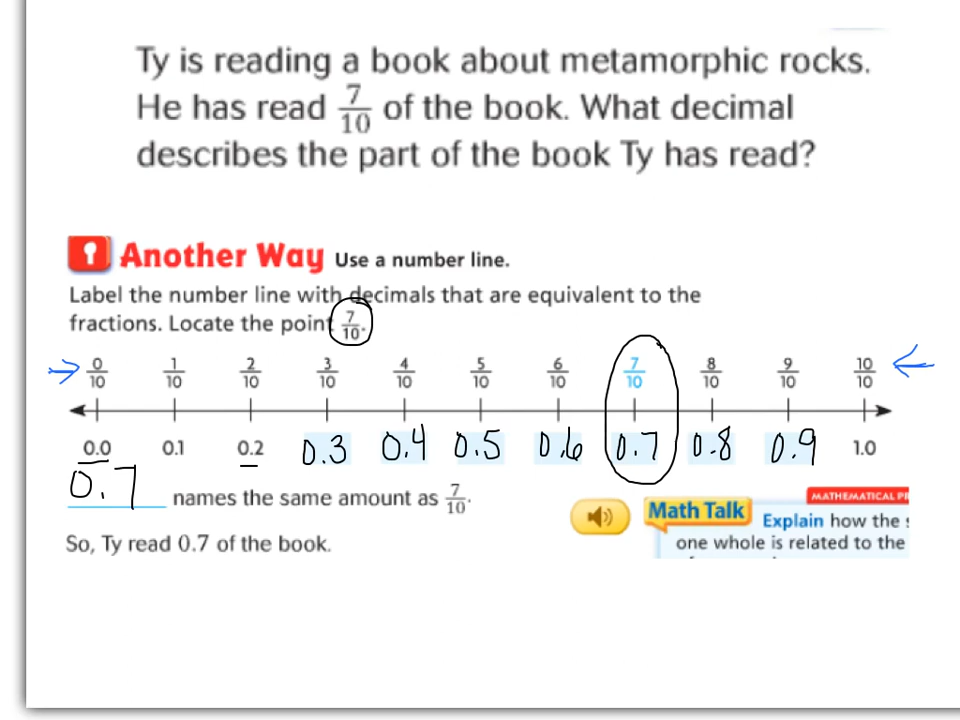 Ty is reading a book about metamorphic rocks.
He has read 7/10 of the book. What decimal
describes the part of the book Ty has read?
Another Way Use a number line.
Label the number line with decimals that are equivalent to the
fractions. Locate the point 7/10.
0/10 1/10 2/10 3/10 4/10 5/10 6/10 7/10 8/10 9/10 10/10
0.0 0.1 0.2 0.3 0.4 0.5 0.6 0.7 0.8 0.9 1.0
0.7 names the same amount as 7/10.
So, Ty read 0.7 of the book.
MATHEMATICAL
Math Talk
Explain how the
one whole is related to the